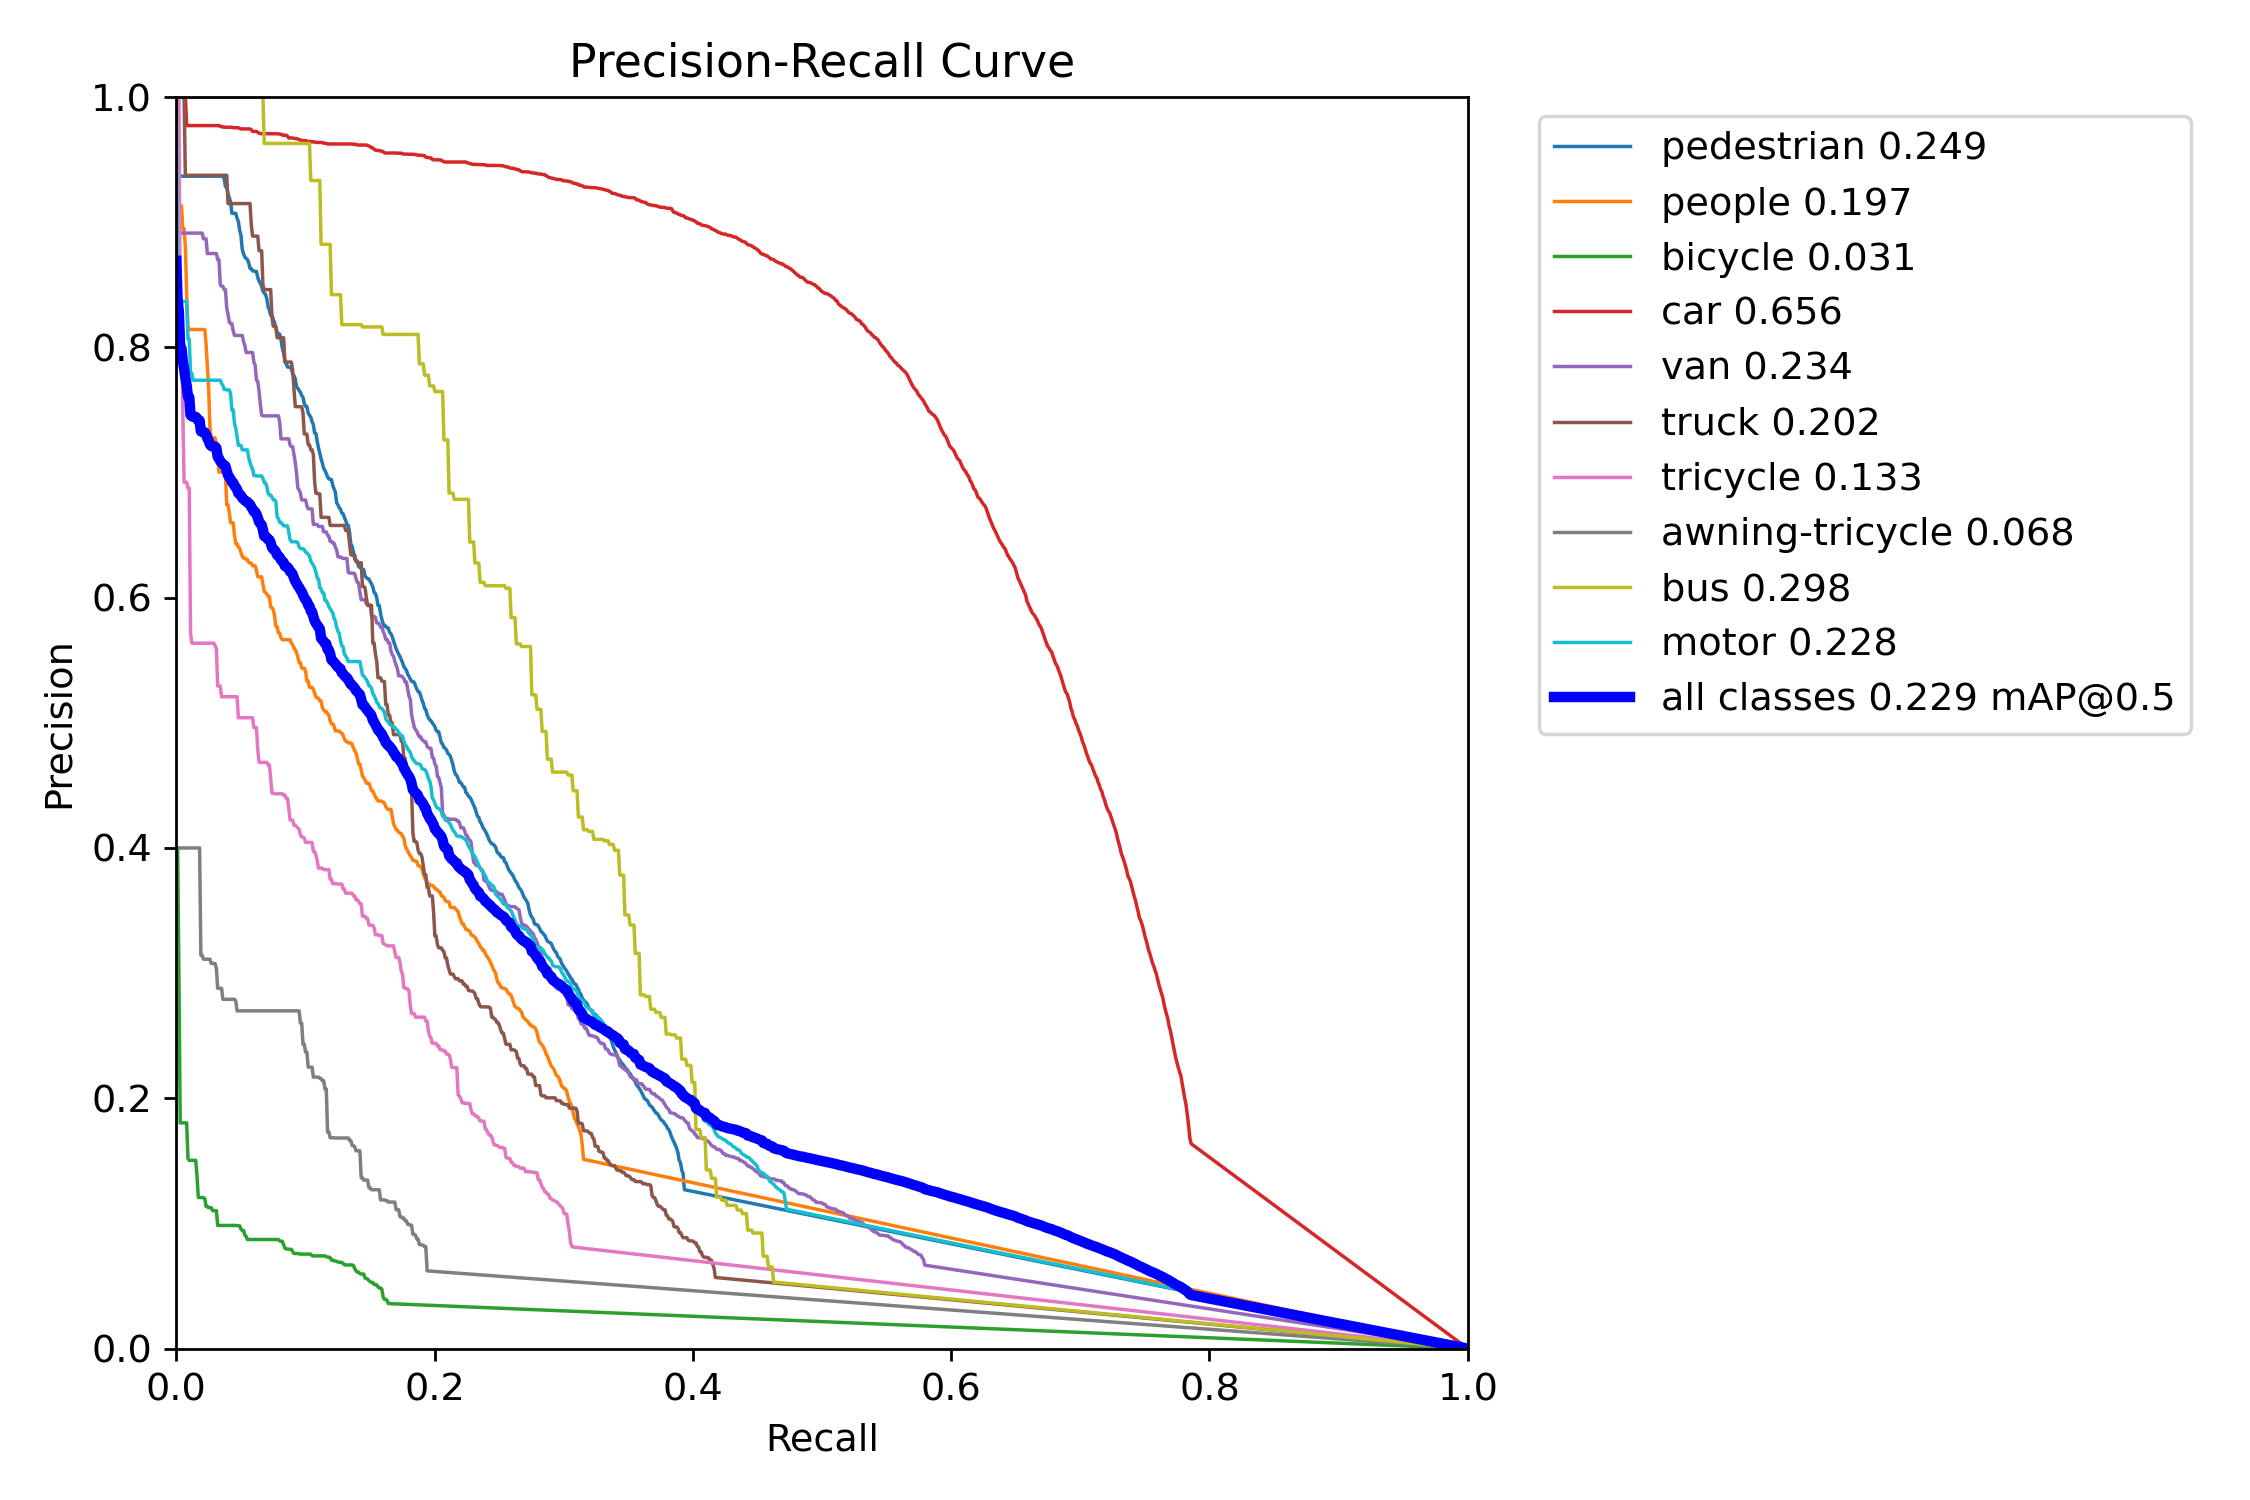 Precision-Recall Curve
1.0
0.8
0.6
0.4
0.2
0.0
Precision
0.0 0.2 0.4 0.6 0.8 1.0
Recall
pedestrian 0.249
people 0.197
bicycle 0.031
car 0.656
van 0.234
truck 0.202
tricycle 0.133
awning-tricycle 0.068
bus 0.298
motor 0.228
all classes 0.229 mAP@0.5